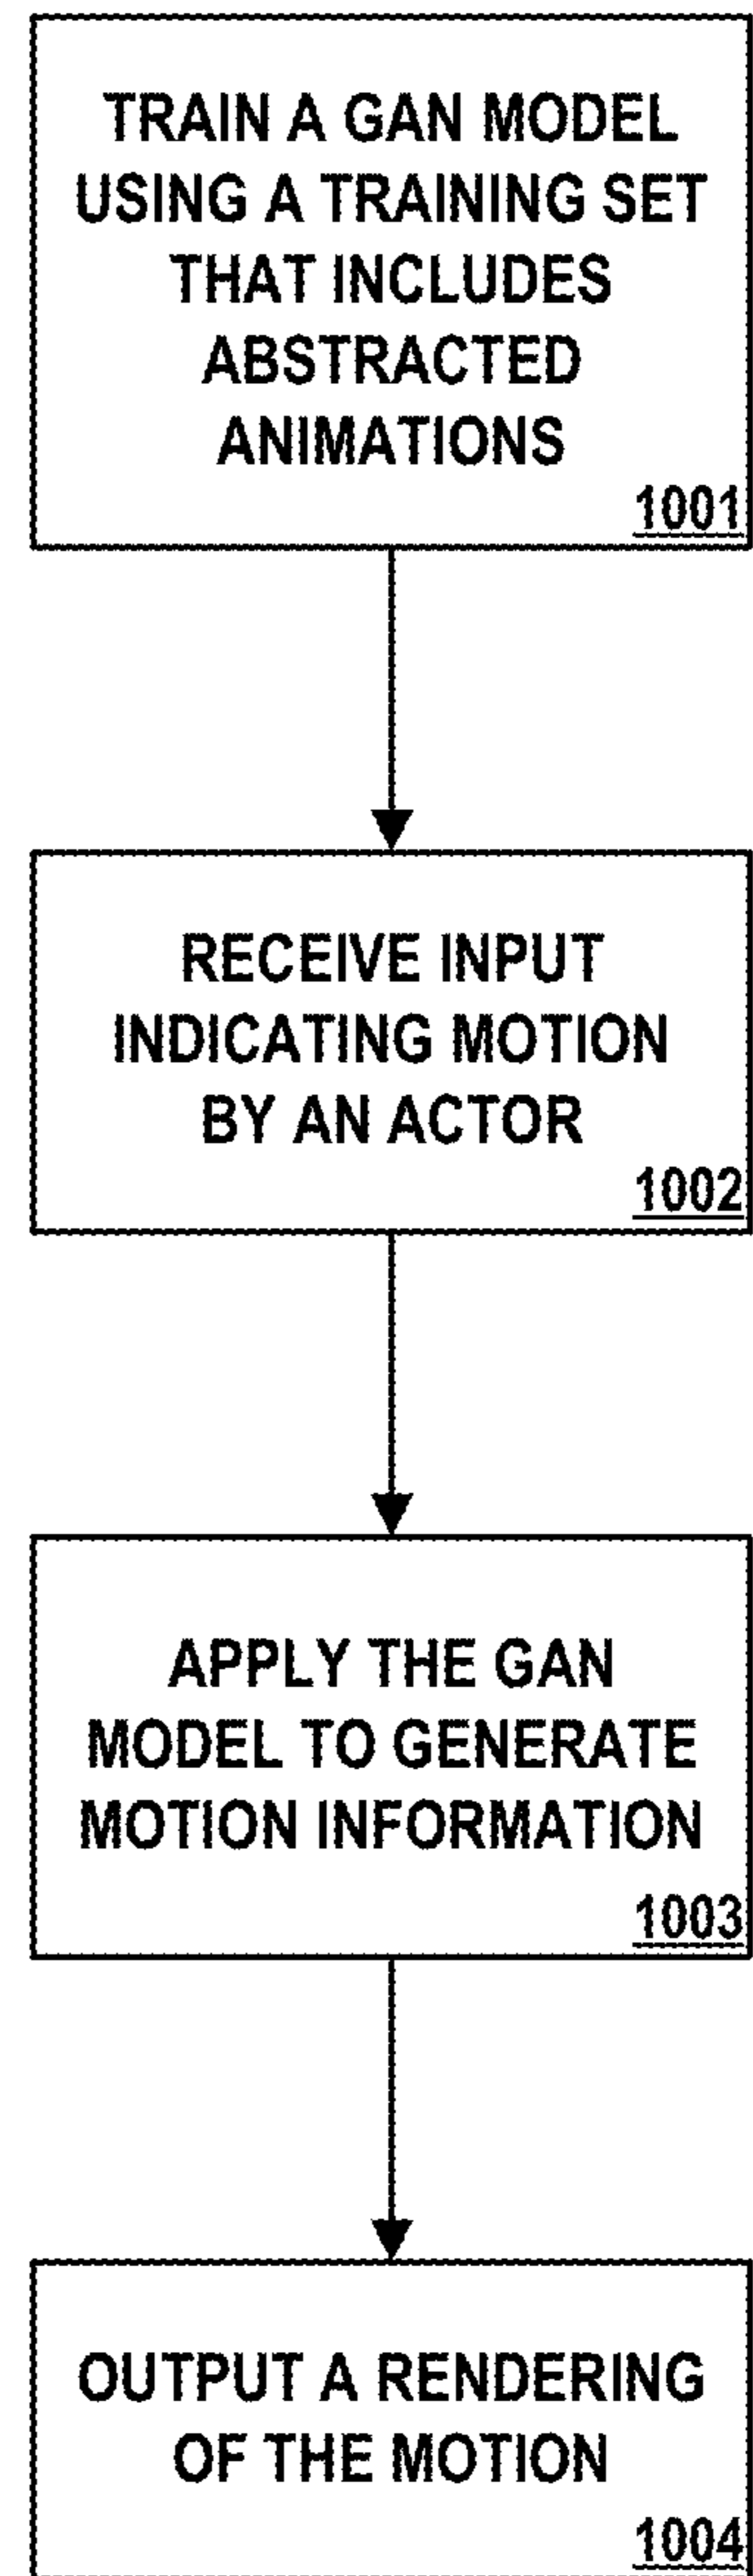 TRAIN A GAN MODEL
USING A TRAINING SET
THAT INCLUDES
ABSTRACTED
ANIMATIONS
1001
RECEIVE INPUT
INDICATING MOTION
BY AN ACTOR
1002
APPLY THE GAN
MODEL TO GENERATE
MOTION INFORMATION
1003
OUTPUT A RENDERING
OF THE MOTION
1004